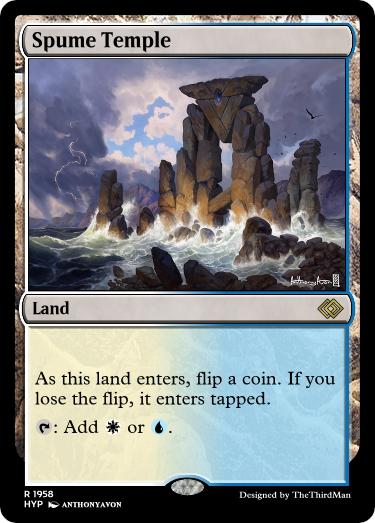 Spume Temple
AnthonyAvon
Land
As this land enters, flip a coin. If you
lose the flip, it enters tapped.
: Add or .
R 1958
HYP ANTHONYAVON
Designed by TheThirdMan